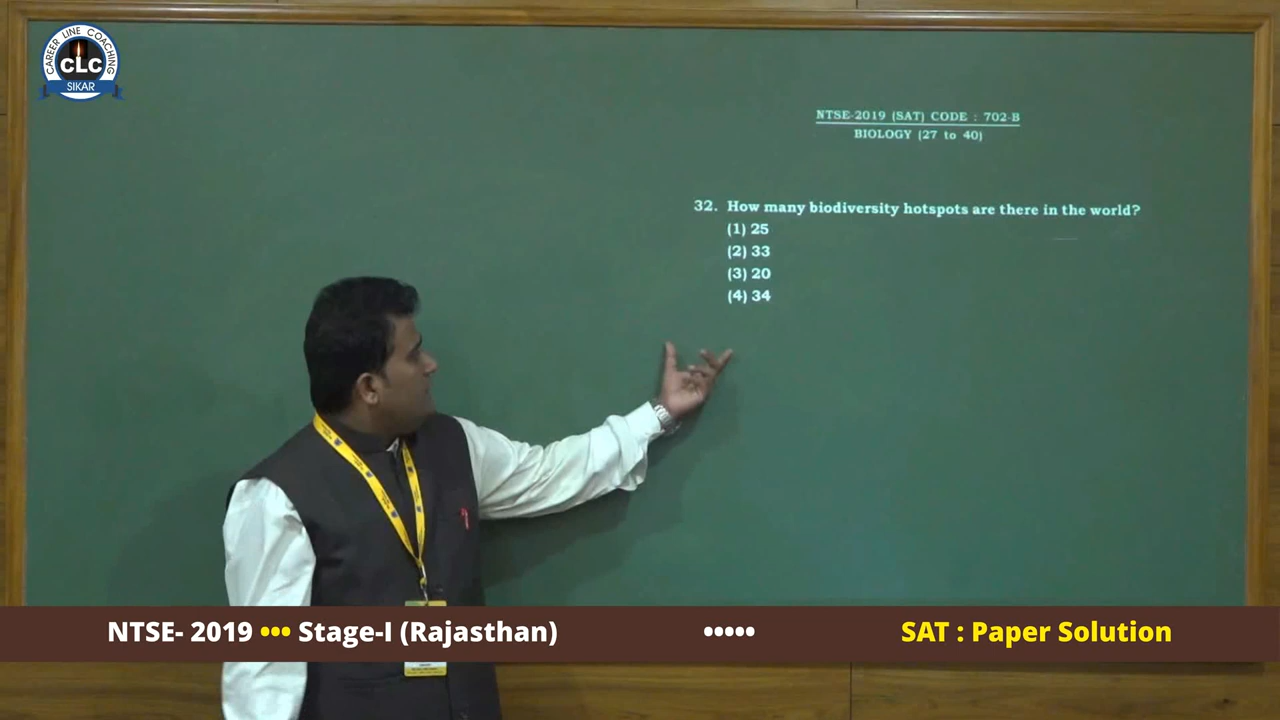 CAREER LINE COACHING
CLC
SIKAR
NTSE-2019 (SAT) CODE : 702-B
BIOLOGY (27 to 40)
32. How many biodiversity hotspots are there in the world?
(1) 25
(2) 33
(3) 20
(4) 34
NTSE- 2019 ••• Stage-I (Rajasthan) ••••• SAT : Paper Solution